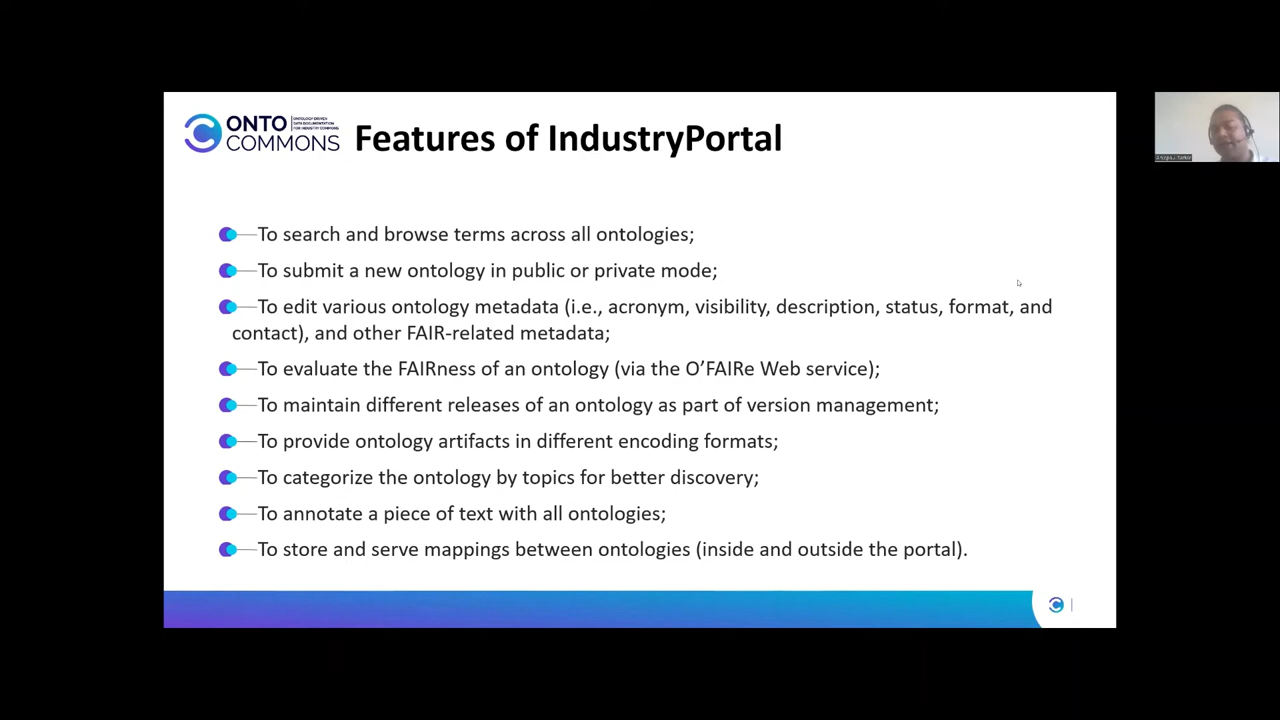 ONTO
COMMONS
ONTOLOGY-DRIVEN
DATA DOCUMENTATION
FOR INDUSTRY COMMONS
Features of IndustryPortal
To search and browse terms across all ontologies;
To submit a new ontology in public or private mode;
To edit various ontology metadata (i.e., acronym, visibility, description, status, format, and
contact), and other FAIR-related metadata;
To evaluate the FAIRness of an ontology (via the O’FAIRe Web service);
To maintain different releases of an ontology as part of version management;
To provide ontology artifacts in different encoding formats;
To categorize the ontology by topics for better discovery;
To annotate a piece of text with all ontologies;
To store and serve mappings between ontologies (inside and outside the portal).